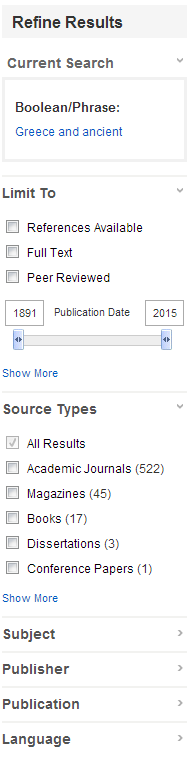 Refine Results
Current Search
Boolean/Phrase:
Greece and ancient
Limit To
References Available
Full Text
Peer Reviewed
1891 Publication Date 2015
Show More
Source Types
All Results
Academic Journals (522)
Magazines (45)
Books (17)
Dissertations (3)
Conference Papers (1)
Show More
Subject
Publisher
Publication
Language